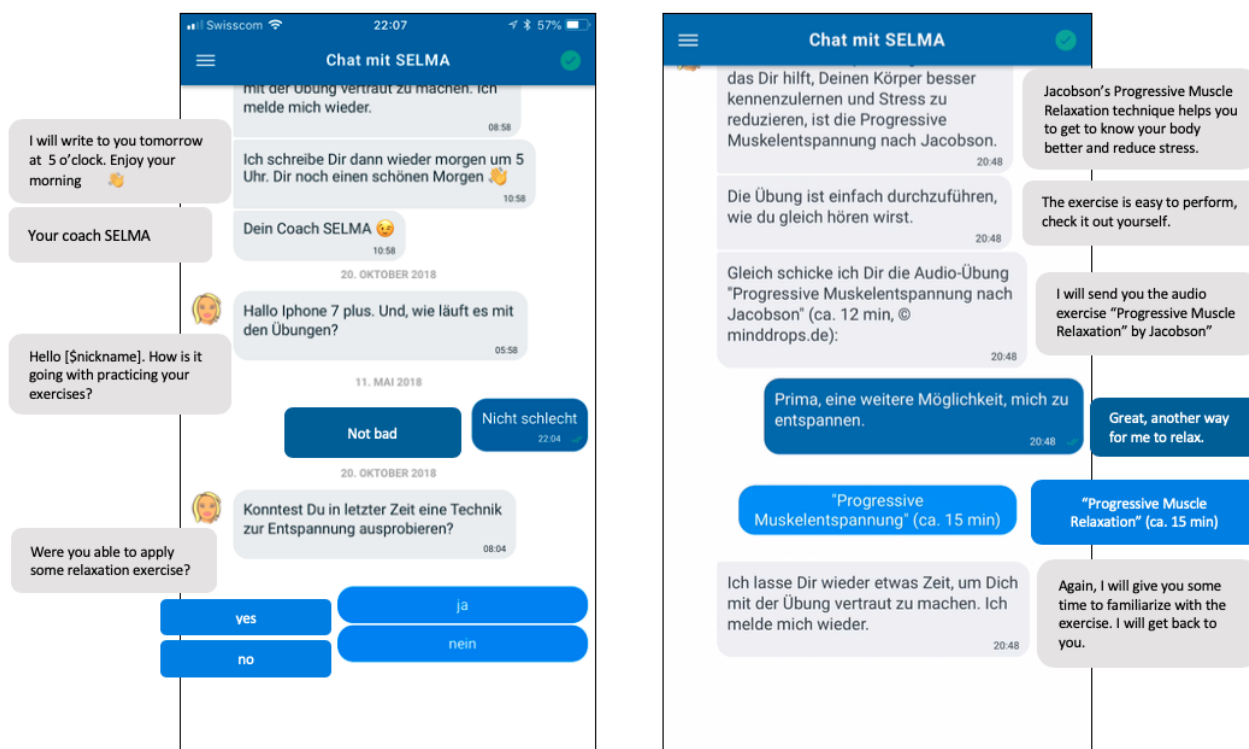 Swisscom 22:07 57%
Chat mit SELMA
mit der Übung vertraut zu machen. Ich
melde mich wieder.
08:58
I will write to you tomorrow
at 5 o'clock. Enjoy your
morning 👋
Ich schreibe Dir dann wieder morgen um 5
Uhr. Dir noch einen schönen Morgen 👋
10:58
Your coach SELMA
Dein Coach SELMA 😉
10:58
20. OKTOBER 2018
Hallo Iphone 7 plus. Und, wie läuft es mit
den Übungen?
05:58
Hello [$nickname]. How is it
going with practicing your
exercises?
11. MAI 2018
Not bad
Nicht schlecht
22:04
20. OKTOBER 2018
Konntest Du in letzter Zeit eine Technik
zur Entspannung ausprobieren?
08:04
Were you able to apply
some relaxation exercise?
yes
ja
no
nein
Chat mit SELMA
das Dir hilft, Deinen Körper besser
kennenzulernen und Stress zu
reduzieren, ist die Progressive
Muskelentspannung nach Jacobson.
20:48
Jacobson's Progressive Muscle
Relaxation technique helps you
to get to know your body
better and reduce stress.
Die Übung ist einfach durchzuführen,
wie du gleich hören wirst.
20:48
The exercise is easy to perform,
check it out yourself.
Gleich schicke ich Dir die Audio-Übung
"Progressive Muskelentspannung nach
Jacobson" (ca. 12 min, ©
minddrops.de):
20:48
I will send you the audio
exercise “Progressive Muscle
Relaxation” by Jacobson”
Prima, eine weitere Möglichkeit, mich zu
entspannen.
20:48
Great, another way
for me to relax.
"Progressive
Muskelentspannung" (ca. 15 min)
“Progressive Muscle
Relaxation” (ca. 15 min)
Ich lasse Dir wieder etwas Zeit, um Dich
mit der Übung vertraut zu machen. Ich
melde mich wieder.
20:48
Again, I will give you some
time to familiarize with the
exercise. I will get back to
you.